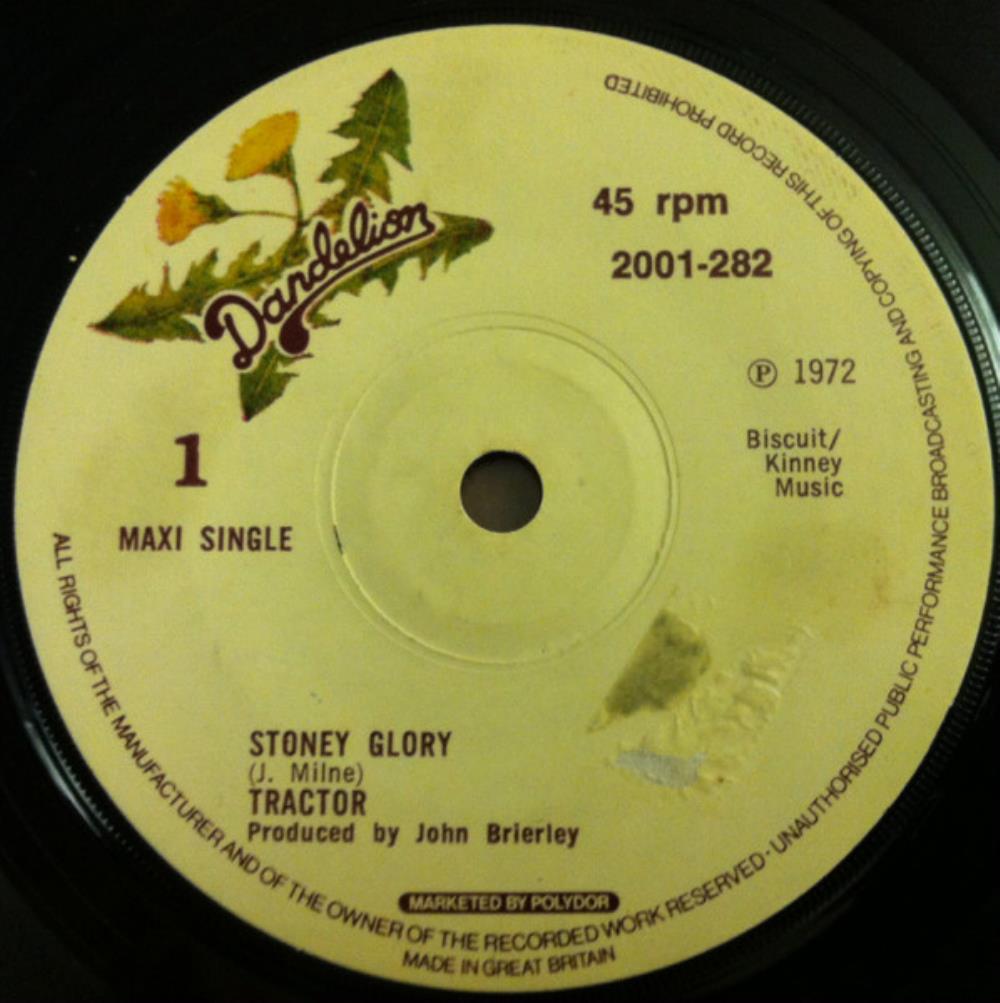 Dandelion
45 rpm
2001-282
℗ 1972
Biscuit/
Kinney
Music
1
MAXI SINGLE
STONEY GLORY
(J. Milne)
TRACTOR
Produced by John Brierley
MARKETED BY POLYDOR
ALL RIGHTS OF THE MANUFACTURER AND OF THE OWNER OF THE RECORDED WORK RESERVED - UNAUTHORISED PUBLIC PERFORMANCE BROADCASTING AND COPYING OF THIS RECORD PROHIBITED
MADE IN GREAT BRITAIN